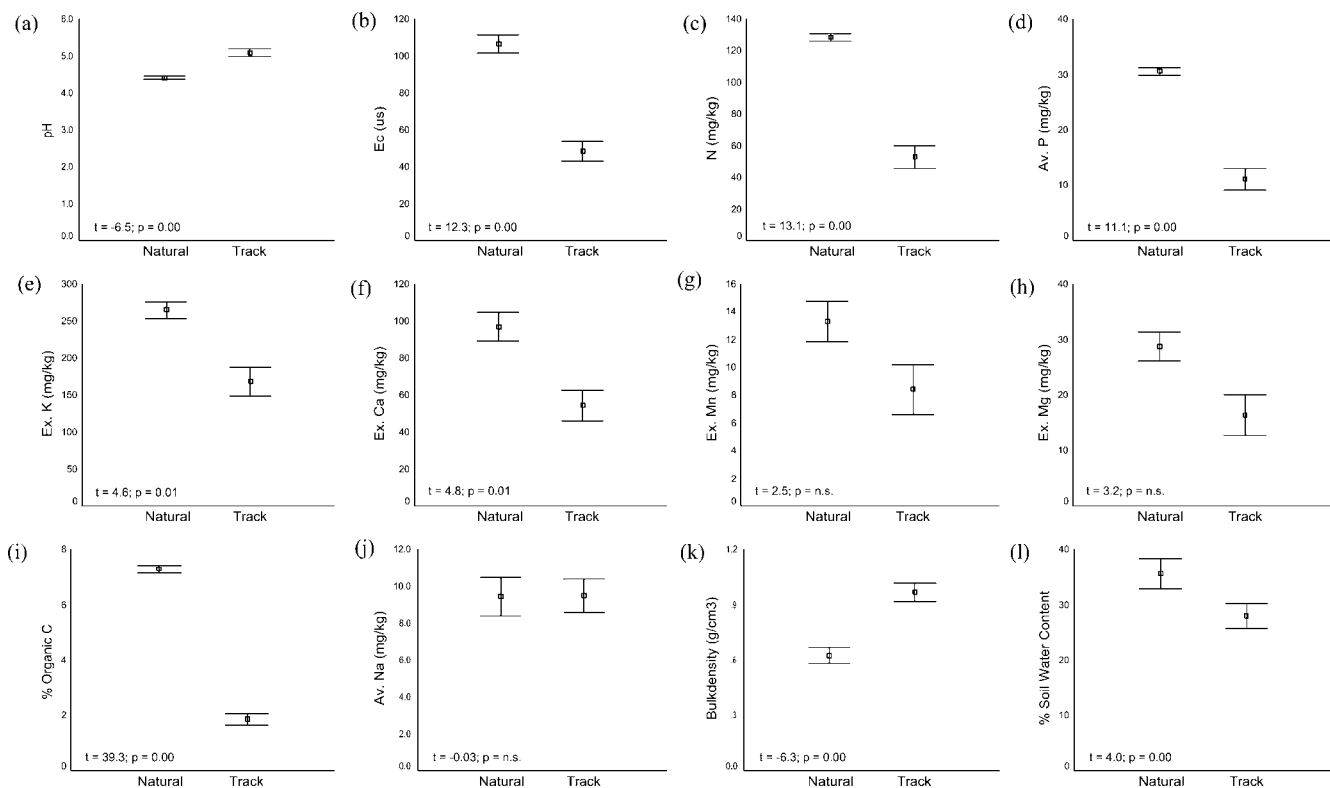 (a)
pH
6.0
5.0
4.0
3.0
2.0
1.0
0.0
t = -6.5; p = 0.00
Natural Track
(b)
Ec (us)
120
100
80
60
40
20
0
t = 12.3; p = 0.00
Natural Track
(c)
N (mg/kg)
140
120
100
80
60
40
20
0
t = 13.1; p = 0.00
Natural Track
(d)
Av. P (mg/kg)
40
30
20
10
0
t = 11.1; p = 0.00
Natural Track
(e)
Ex. K (mg/kg)
300
250
200
150
100
50
0
t = 4.6; p = 0.01
Natural Track
(f)
Ex. Ca (mg/kg)
120
100
80
60
40
20
0
t = 4.8; p = 0.01
Natural Track
(g)
Ex. Mn (mg/kg)
16
14
12
10
8
6
4
2
0
t = 2.5; p = n.s.
Natural Track
(h)
Ex. Mg (mg/kg)
40
30
20
10
0
t = 3.2; p = n.s.
Natural Track
(i)
% Organic C
8
6
4
2
0
t = 39.3; p = 0.00
Natural Track
(j)
Av. Na (mg/kg)
12.0
10.0
8.0
6.0
4.0
2.0
0.0
t = -0.03; p = n.s.
Natural Track
(k)
Bulkdensity (g/cm3)
1.2
.9
.6
.3
0.0
t = -6.3; p = 0.00
Natural Track
(l)
% Soil Water Content
40
30
20
10
0
t = 4.0; p = 0.00
Natural Track